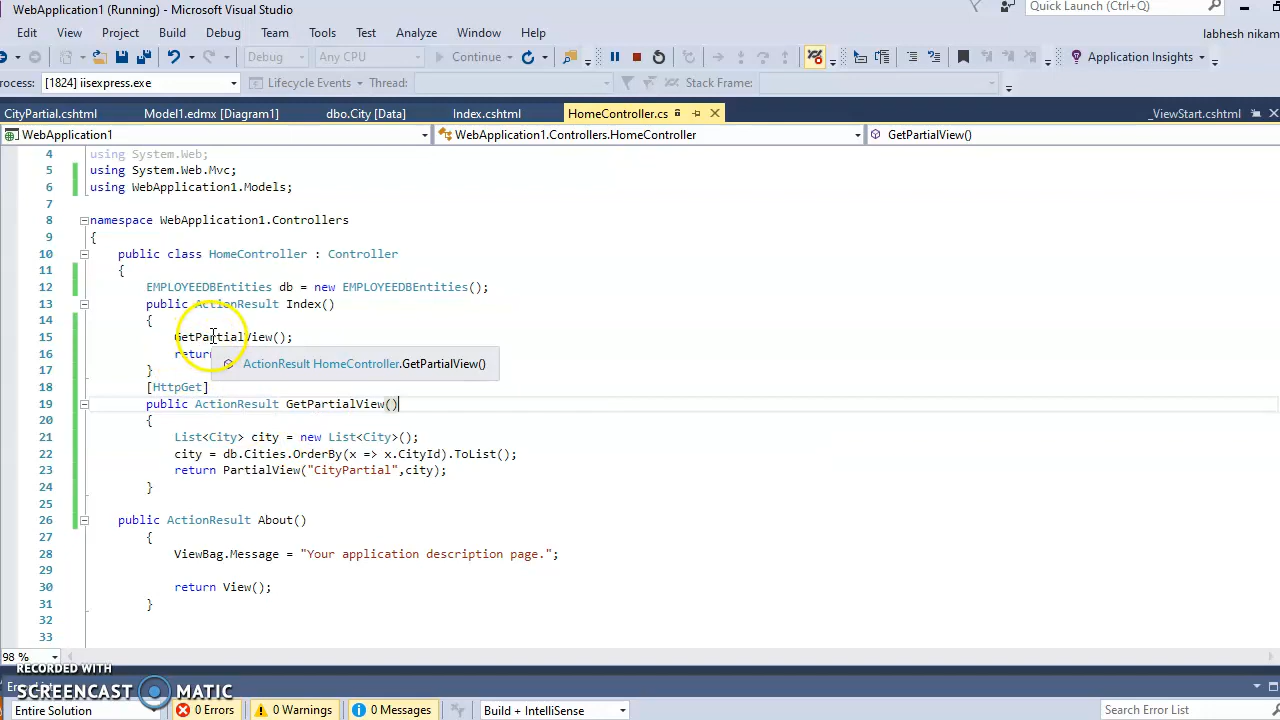 WebApplication1 (Running) - Microsoft Visual Studio
Quick Launch (Ctrl+Q)
Edit View Project Build Debug Team Tools Test Analyze Window Help
labhesh nikam
Debug Any CPU Continue Application Insights
rocess: [1824] iisexpress.exe Lifecycle Events Thread: Stack Frame:
CityPartial.cshtml Model1.edmx [Diagram1] dbo.City [Data] Index.cshtml HomeController.cs _ViewStart.cshtml
WebApplication1 WebApplication1.Controllers.HomeController GetPartialView()
4 using System.Web;
5 using System.Web.Mvc;
6 using WebApplication1.Models;
7
8 namespace WebApplication1.Controllers
9 {
10 public class HomeController : Controller
11 {
12 EMPLOYEEDBEntities db = new EMPLOYEEDBEntities();
13 public ActionResult Index()
14 {
15 GetPartialView();
16 return
ActionResult HomeController.GetPartialView()
17 }
18 [HttpGet]
19 public ActionResult GetPartialView()
20 {
21 List<City> city = new List<City>();
22 city = db.Cities.OrderBy(x => x.CityId).ToList();
23 return PartialView("CityPartial",city);
24 }
25
26 public ActionResult About()
27 {
28 ViewBag.Message = "Your application description page.";
29
30 return View();
31 }
32
33
98 %
RECORDED WITH
SCREENCAST MATIC
Entire Solution 0 Errors 0 Warnings 0 Messages Build + IntelliSense Search Error List